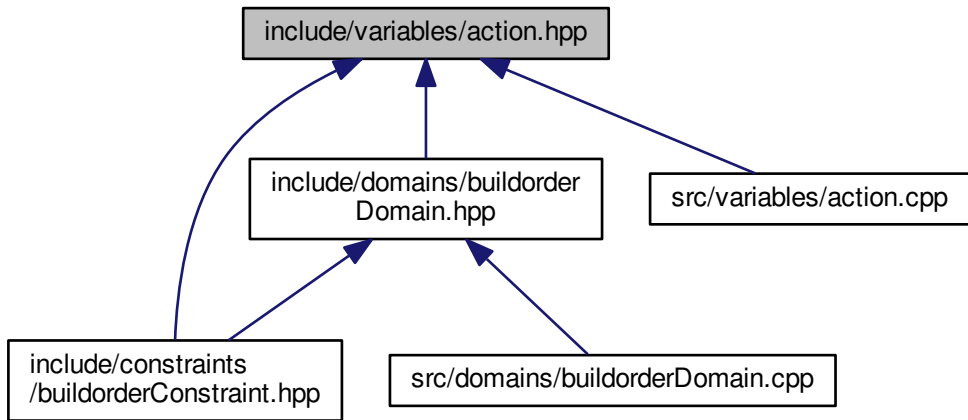 include/variables/action.hpp
include/domains/buildorder
Domain.hpp
src/variables/action.cpp
include/constraints
/buildorderConstraint.hpp
src/domains/buildorderDomain.cpp